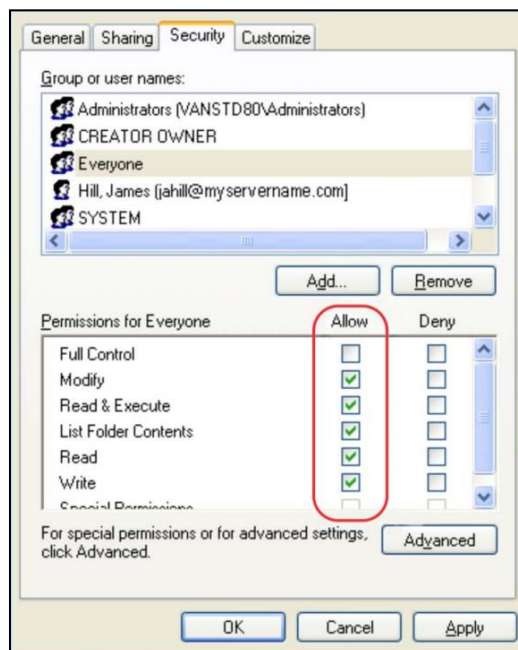 General Sharing Security Customize
Group or user names:
Administrators (VANSTD80\Administrators)
CREATOR OWNER
Everyone
Hill, James (jahill@myservername.com]
SYSTEM
Add... Remove
Permissions for Everyone Allow Deny
Full Control
Modify
Read & Execute
List Folder Contents
Read
Write
Special Permissions
For special permissions or for advanced settings,
click Advanced.
Advanced
OK Cancel Apply